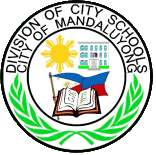 DIVISION OF CITY SCHOOLS
CITY OF MANDALUYONG